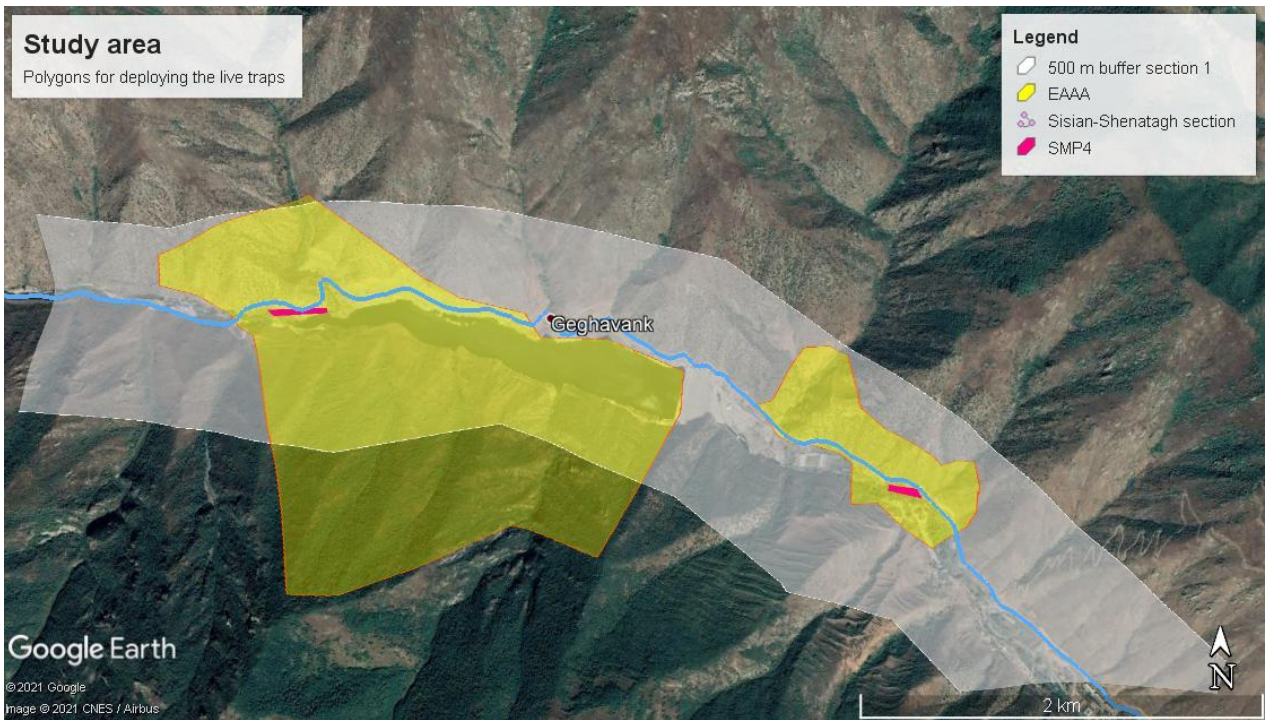 Study area
Polygons for deploying the live traps
Legend
500 m buffer section 1
EAAA
Sisian-Shenatagh section
SMP4
Geghavank
Google Earth
©2021 Google
Image © 2021 CNES / Airbus
2 km
N